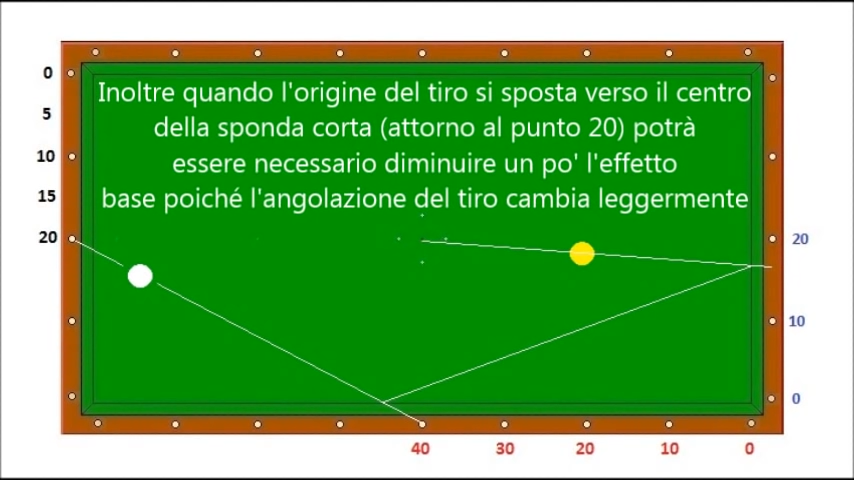 Inoltre quando l'origine del tiro si sposta verso il centro
della sponda corta (attorno al punto 20) potrà
essere necessario diminuire un po' l'effetto
base poiché l'angolazione del tiro cambia leggermente
0
5
10
15
20
20
10
0
40 30 20 10 0